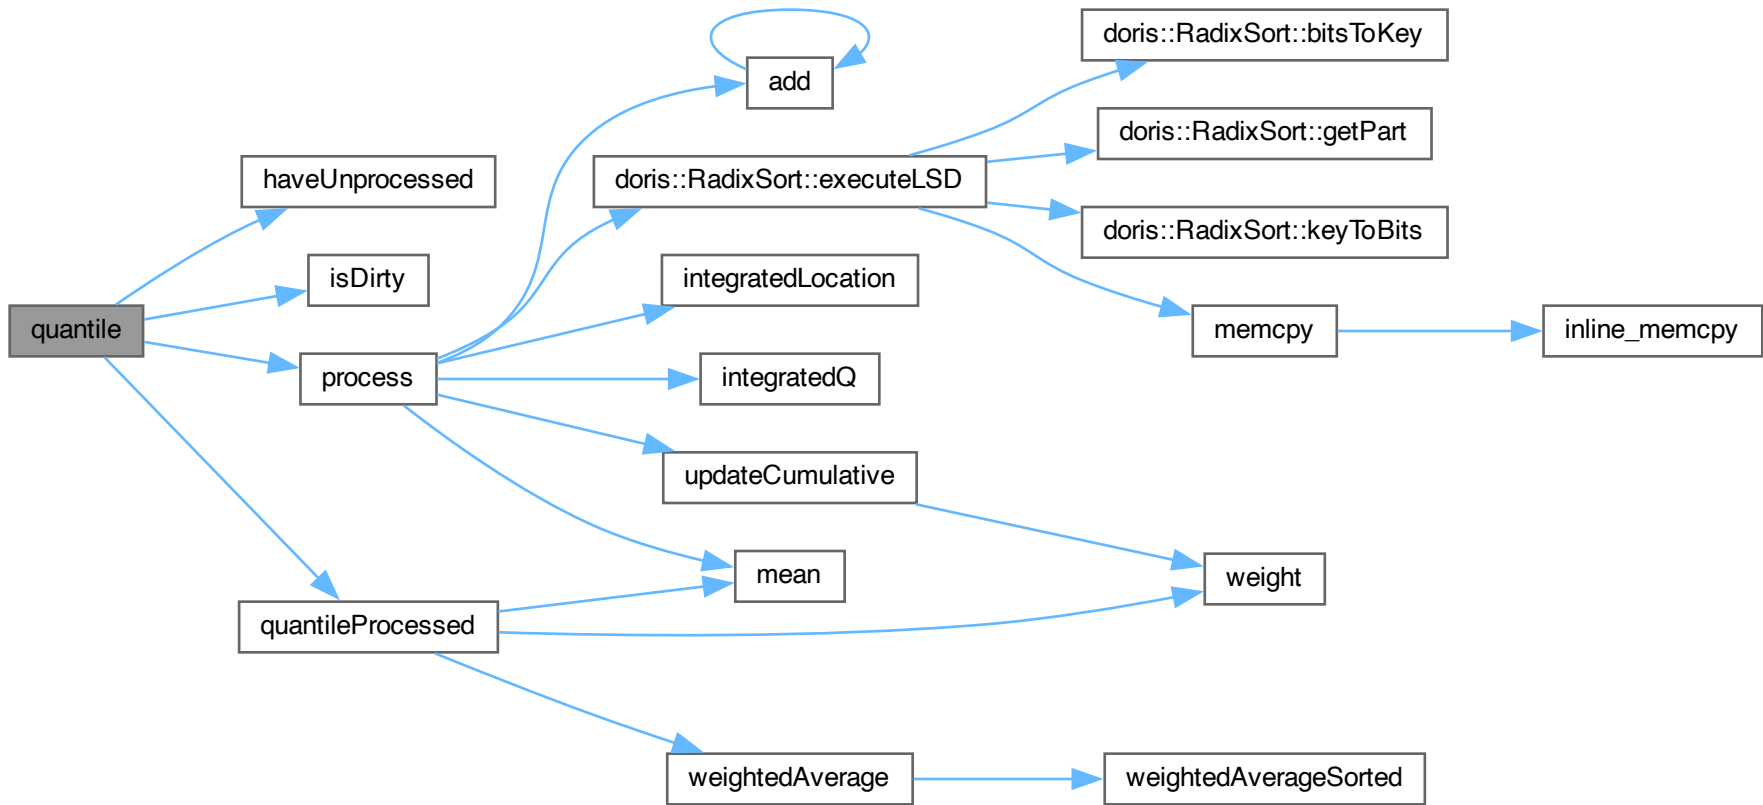 quantile
haveUnprocessed
isDirty
process
quantileProcessed
add
doris::RadixSort::executeLSD
integratedLocation
integratedQ
updateCumulative
mean
weightedAverage
doris::RadixSort::bitsToKey
doris::RadixSort::getPart
doris::RadixSort::keyToBits
memcpy
weight
weightedAverageSorted
inline_memcpy